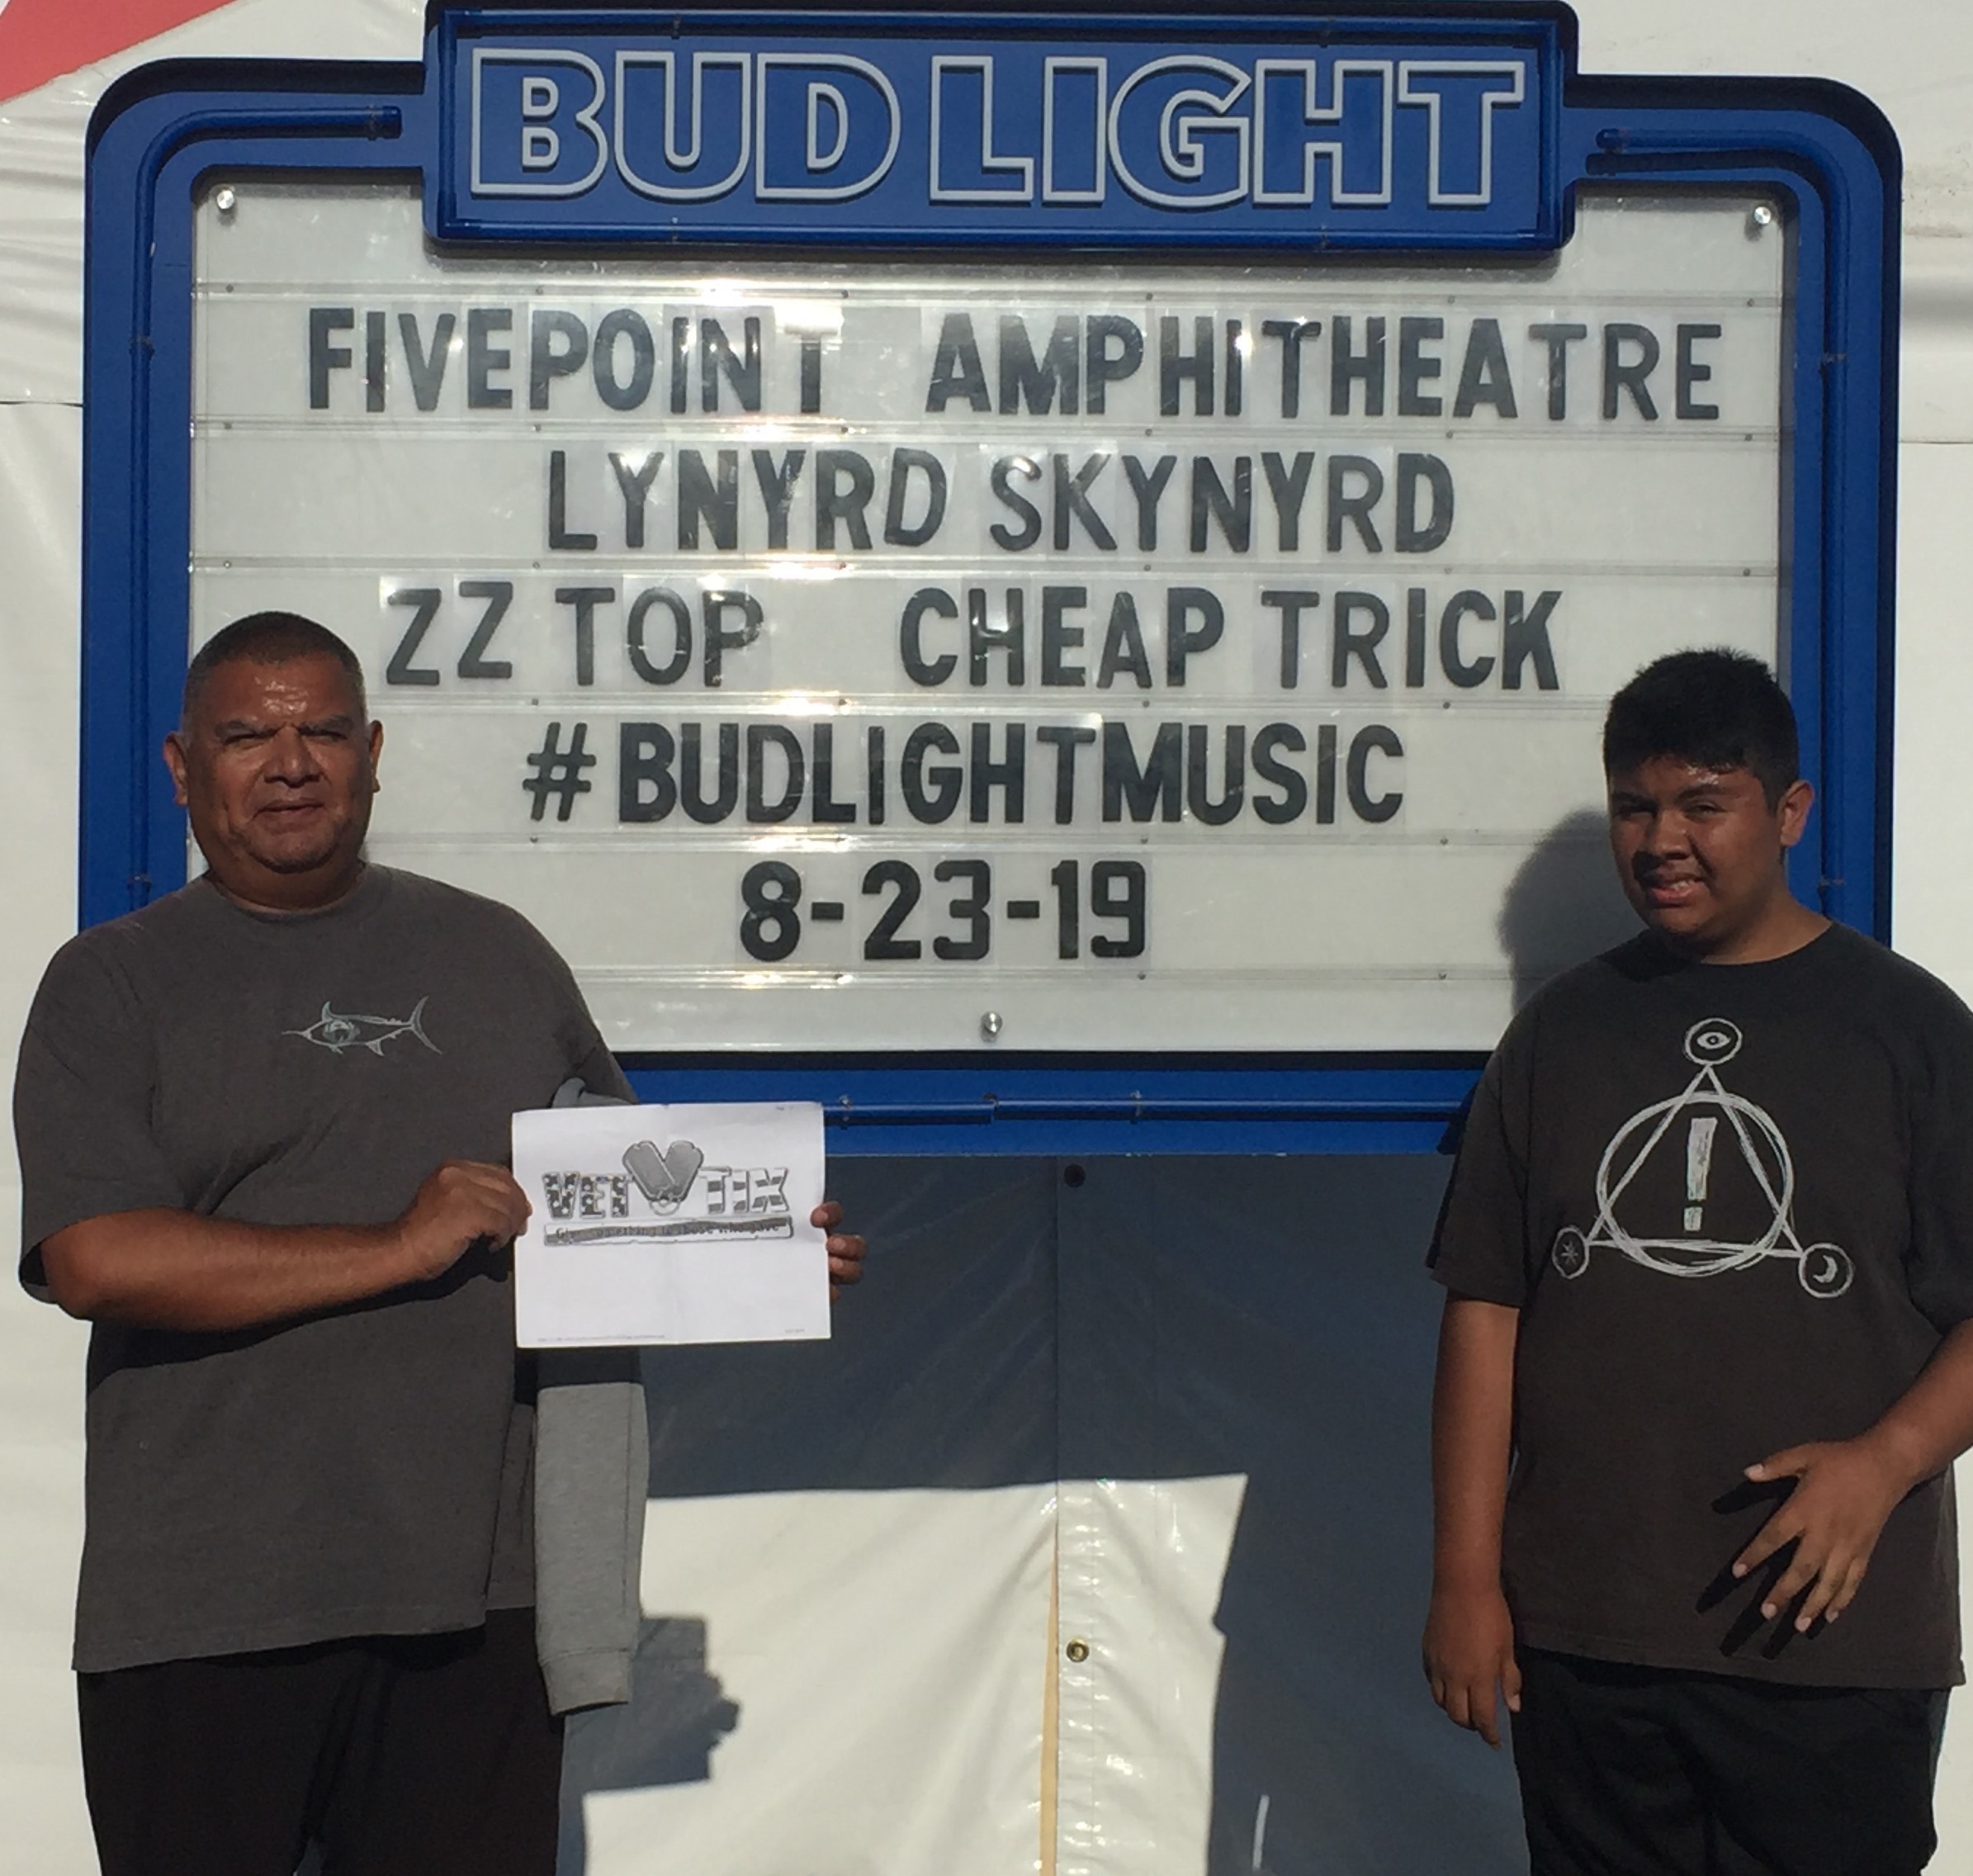 BUD LIGHT
FIVEPOINT AMPHITHEATRE
LYNYRD SKYNYRD
ZZ TOP CHEAP TRICK
#BUDLIGHTMUSIC
8-23-19
VET TIX
!